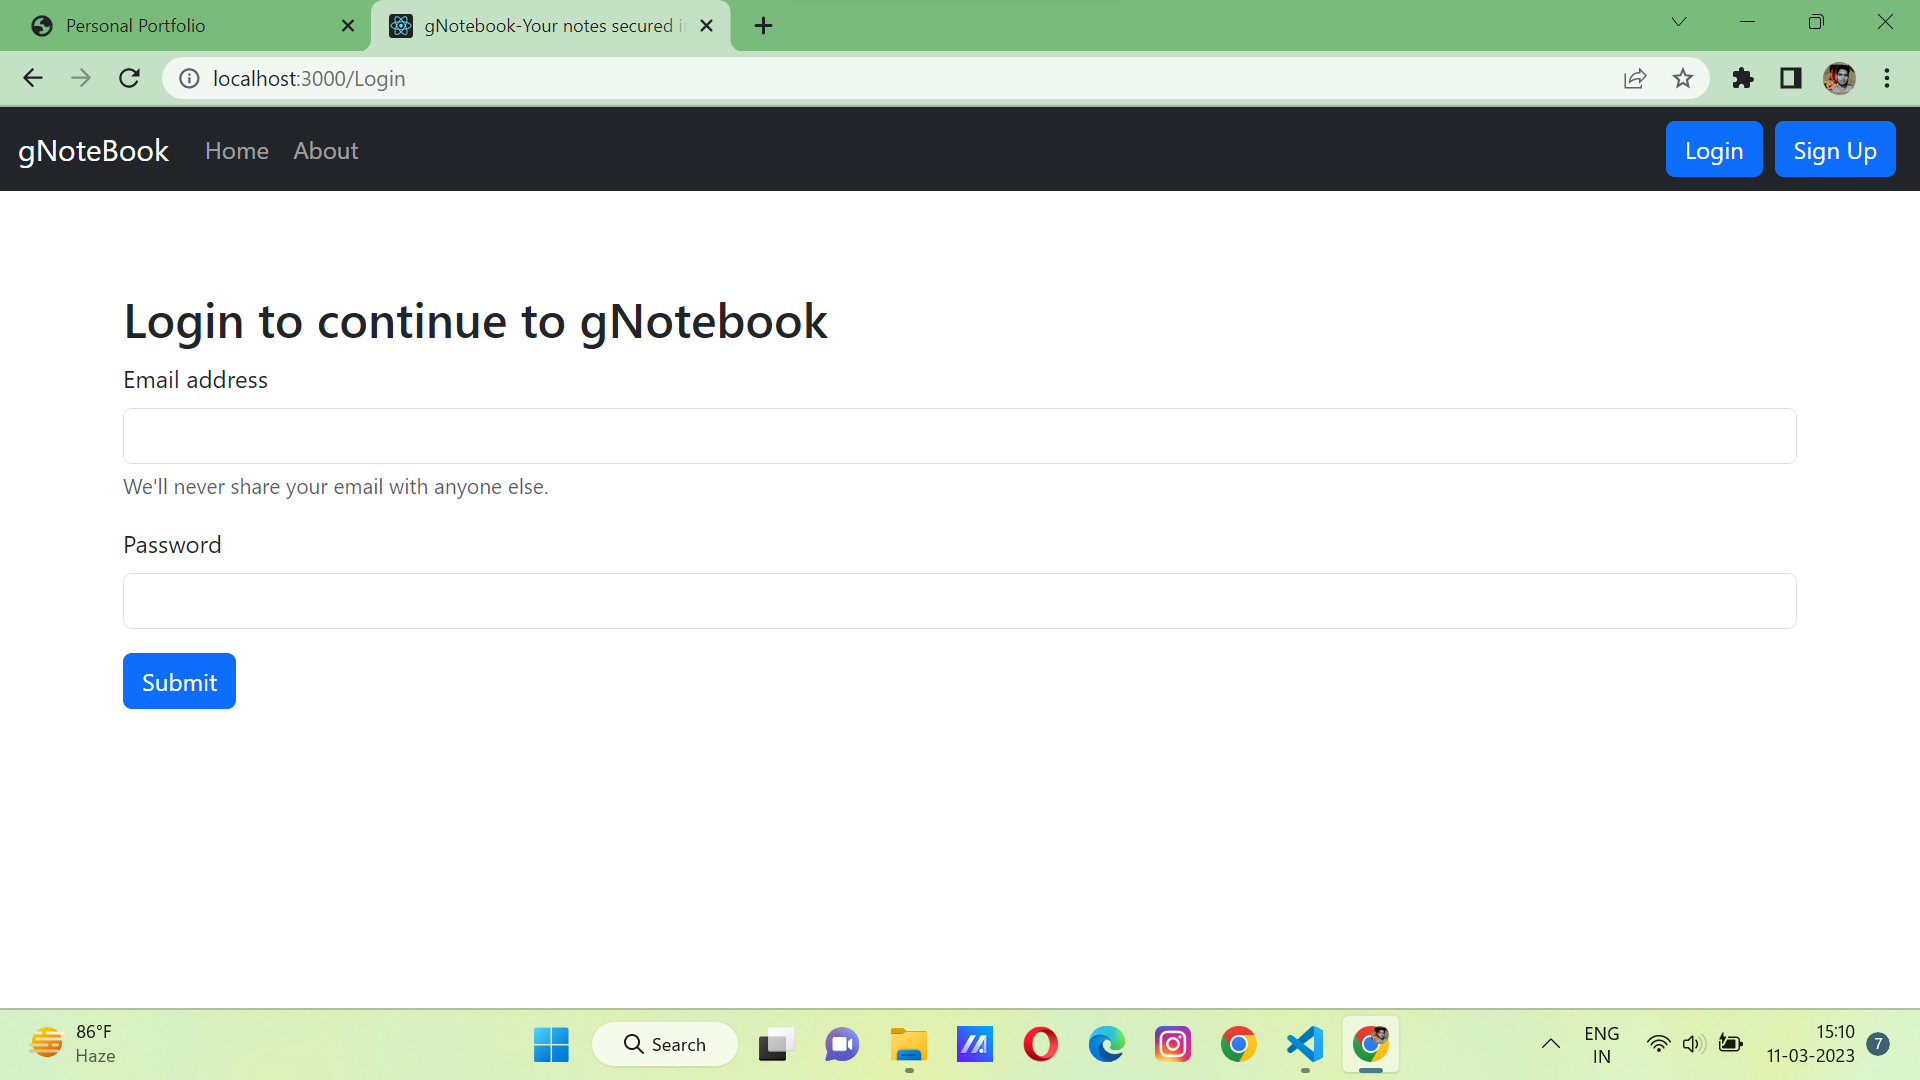 Personal Portfolio
gNotebook-Your notes secured i
localhost:3000/Login
gNoteBook Home About Login Sign Up
Login to continue to gNotebook
Email address
We'll never share your email with anyone else.
Password
Submit
86°F
Haze
Search
ENG
IN
15:10
11-03-2023
7